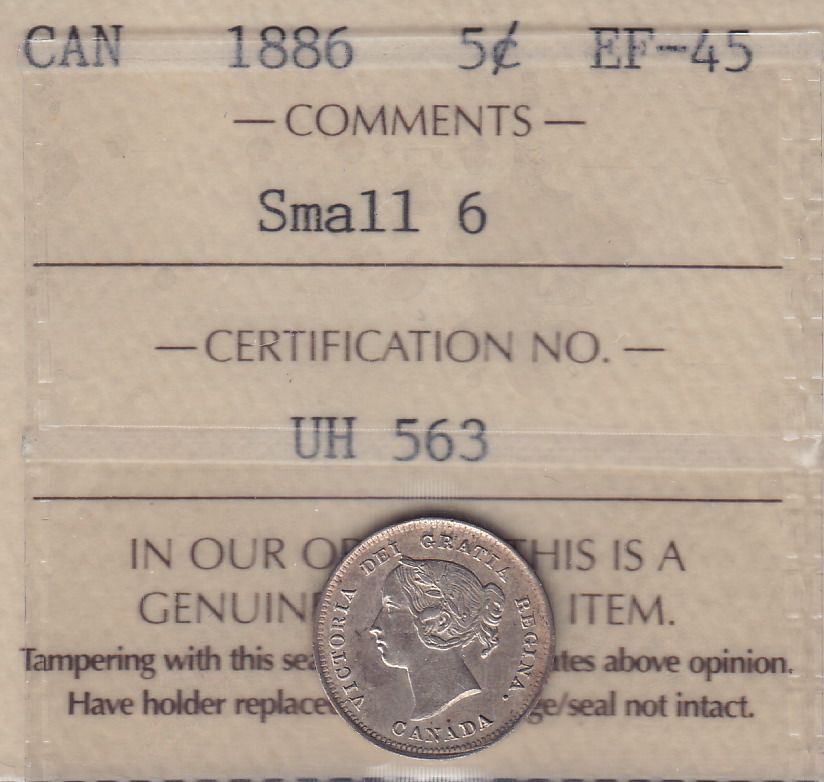 CAN 1886 5¢ EF-45
— COMMENTS —
Small 6
— CERTIFICATION NO. —
UH 563
IN OUR OP THIS IS A
GENUIN ITEM.
Tampering with this sea ates above opinion.
Have holder replace ge/seal not intact.
VICTORIA DEI GRATIA REGINA.
CANADA